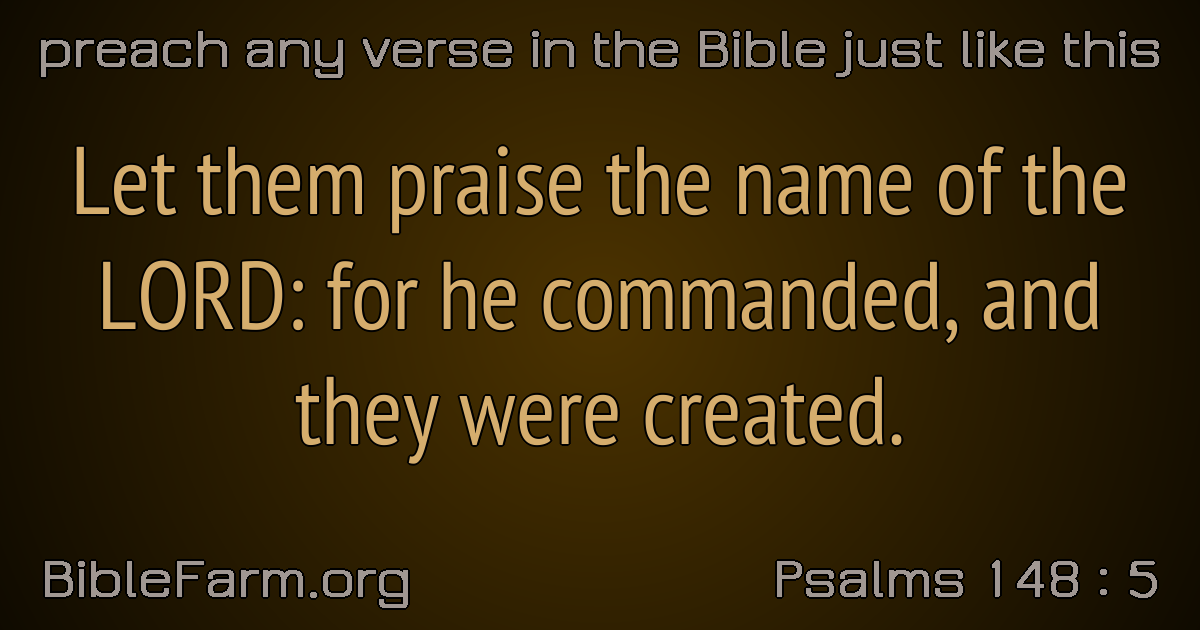 preach any verse in the Bible just like this
Let them praise the name of the
LORD: for he commanded, and
they were created.
BibleFarm.org
Psalms 148 : 5